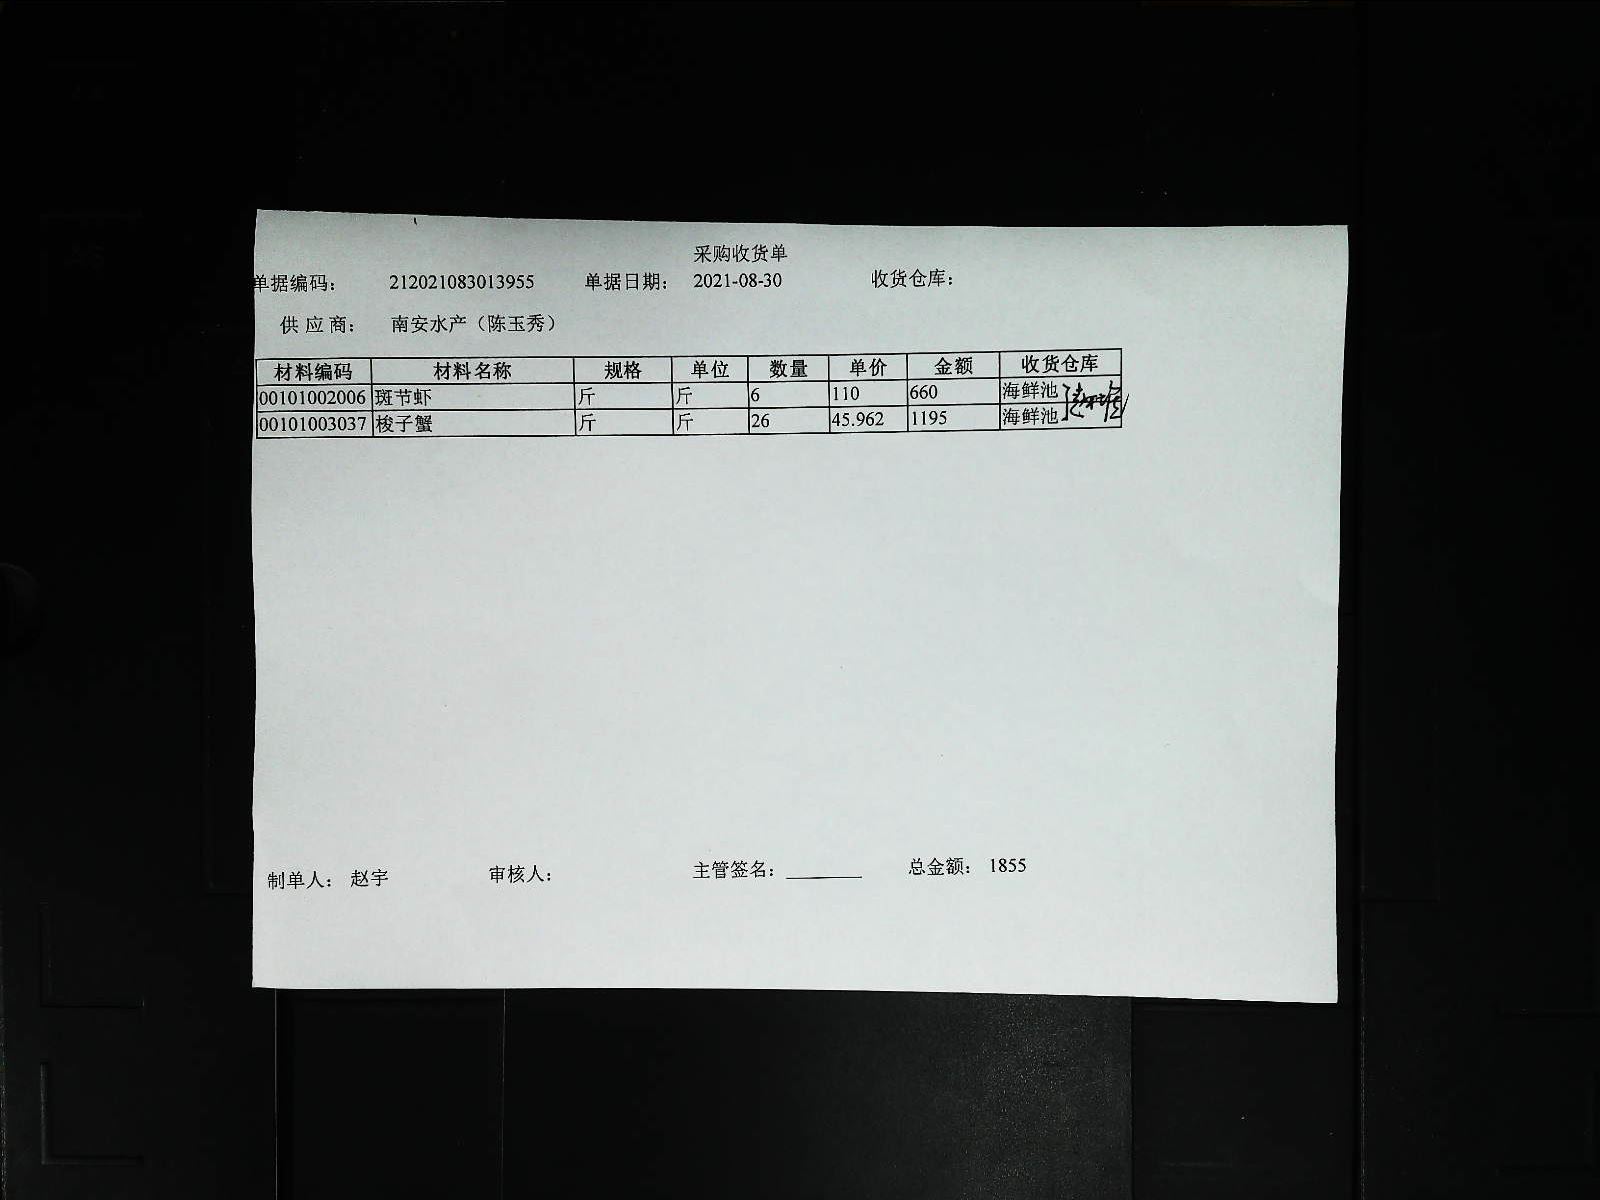 采购收货单
单据编码： 212021083013955 单据日期： 2021-08-30 收货仓库：
供 应 商： 南安水产（陈玉秀）
材料编码 材料名称 规格 单位 数量 单价 金额 收货仓库
00101002006 斑节虾 斤 斤 6 110 660 海鲜池
00101003037 梭子蟹 斤 斤 26 45.962 1195 海鲜池
制单人： 赵宇 审核人： 主管签名： 总金额： 1855